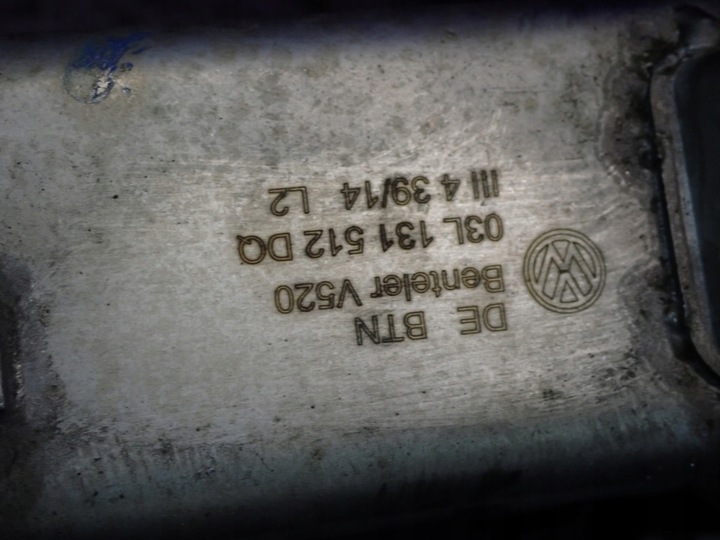 DE BTN
Benteler V520
03L 131 512 DQ
III 4 39/14 L2